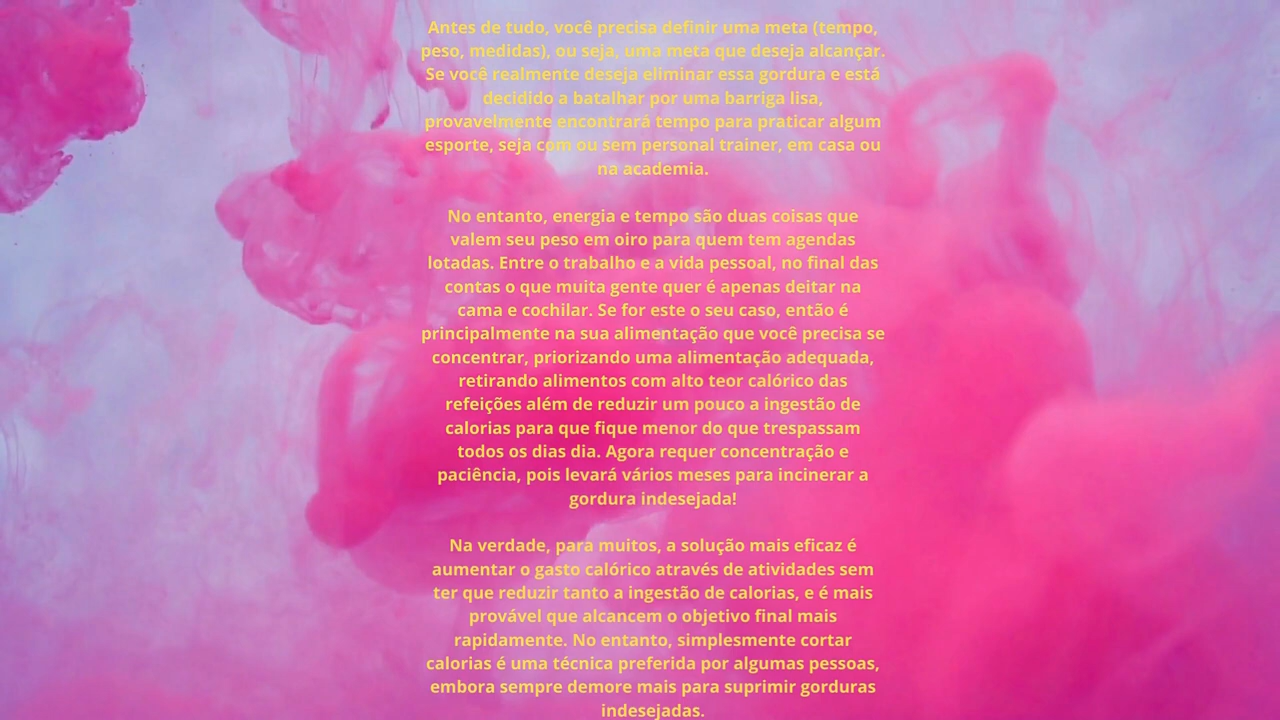 Antes de tudo, você precisa definir uma meta (tempo,
peso, medidas), ou seja, uma meta que deseja alcançar.
Se você realmente deseja eliminar essa gordura e está
decidido a batalhar por uma barriga lisa,
provavelmente encontrará tempo para praticar algum
esporte, seja com ou sem personal trainer, em casa ou
na academia.
No entanto, energia e tempo são duas coisas que
valem seu peso em oiro para quem tem agendas
lotadas. Entre o trabalho e a vida pessoal, no final das
contas o que muita gente quer é apenas deitar na
cama e cochilar. Se for este o seu caso, então é
principalmente na sua alimentação que você precisa se
concentrar, priorizando uma alimentação adequada,
retirando alimentos com alto teor calórico das
refeições além de reduzir um pouco a ingestão de
calorias para que fique menor do que trespassam
todos os dias dia. Agora requer concentração e
paciência, pois levará vários meses para incinerar a
gordura indesejada!
Na verdade, para muitos, a solução mais eficaz é
aumentar o gasto calórico através de atividades sem
ter que reduzir tanto a ingestão de calorias, e é mais
provável que alcancem o objetivo final mais
rapidamente. No entanto, simplesmente cortar
calorias é uma técnica preferida por algumas pessoas,
embora sempre demore mais para suprimir gorduras
indesejadas.